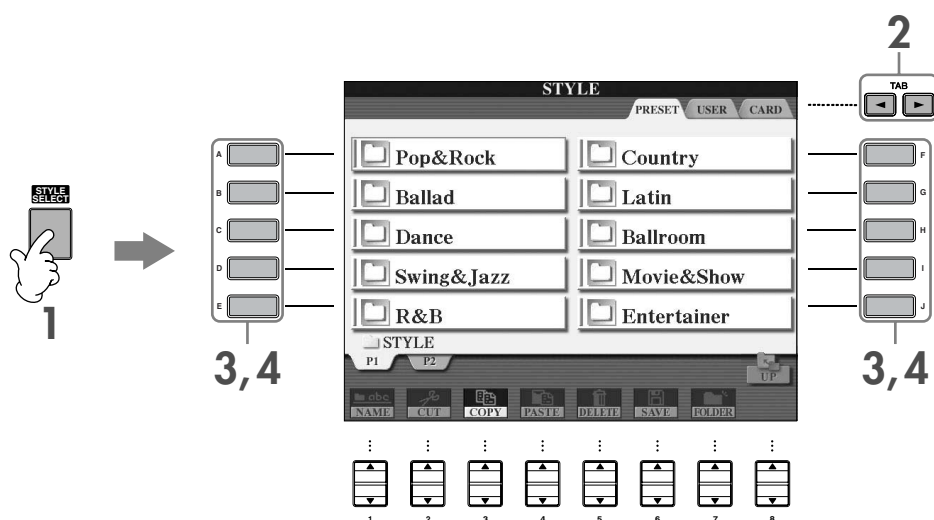 2
TAB
STYLE
PRESET USER CARD
A Pop&Rock Country F
B Ballad Latin G
STYLE
SELECT
C Dance Ballroom H
D Swing&Jazz Movie&Show I
E R&B Entertainer J
1
STYLE
3, 4 P1 P2 UP 3, 4
abc
NAME CUT COPY PASTE DELETE SAVE FOLDER
1 2 3 4 5 6 7 8